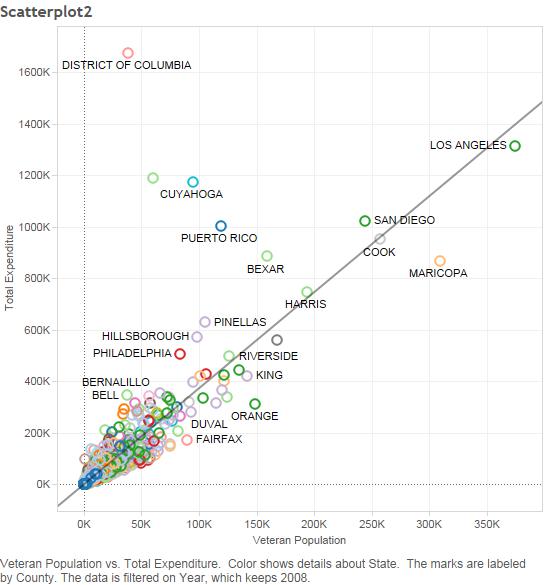 Scatterplot2
1600K
DISTRICT OF COLUMBIA
1400K
LOS ANGELES
1200K
CUYAHOGA
1000K
SAN DIEGO
PUERTO RICO
COOK
BEXAR
MARICOPA
800K
HARRIS
PINELLAS
600K
HILLSBOROUGH
PHILADELPHIA
RIVERSIDE
KING
400K
BERNALILLO
BELL
ORANGE
DUVAL
200K
FAIRFAX
0K
0K 50K 100K 150K 200K 250K 300K 350K
Veteran Population
Total Expenditure
Veteran Population vs. Total Expenditure. Color shows details about State. The marks are labeled
by County. The data is filtered on Year, which keeps 2008.